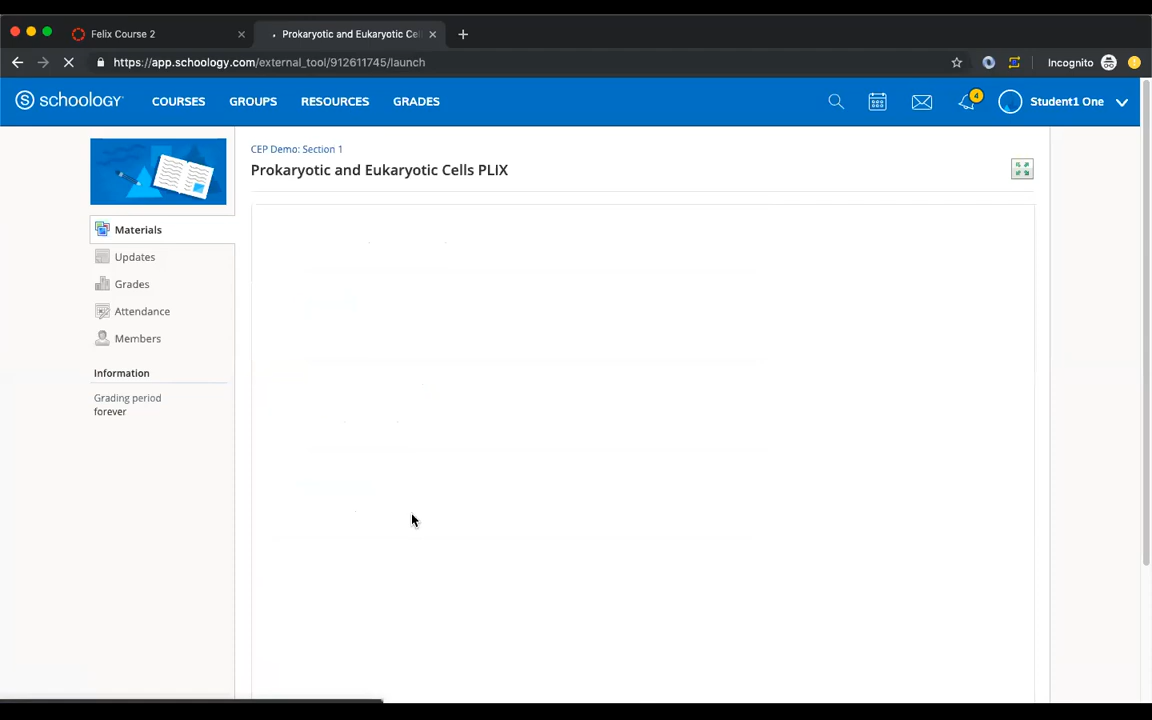 Felix Course 2
Prokaryotic and Eukaryotic Ce
https://app.schoology.com/external_tool/912611745/launch
Incognito
schoology
COURSES
GROUPS
RESOURCES
GRADES
4
Student1 One
CEP Demo: Section 1
Prokaryotic and Eukaryotic Cells PLIX
Materials
Updates
Grades
Attendance
Members
Information
Grading period
forever